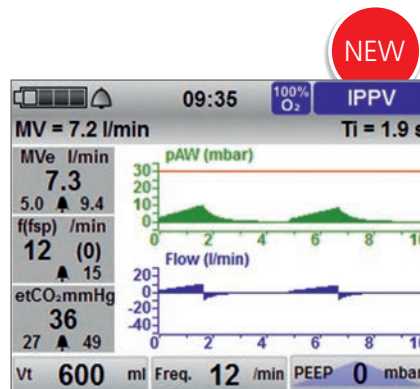 NEW
09:35 100% O₂ IPPV
MV = 7.2 l/min Ti = 1.9 s
MVe l/min
7.3
5.0 9.4
f(fsp) /min
12 (0)
15
etCO₂mmHg
36
27 49
pAW (mbar)
30
20
10
0
0 2 4 6 8 10
Flow (l/min)
20
0
-20
-40
0 2 4 6 8 10
Vt 600 ml Freq. 12 /min PEEP 0 mbar